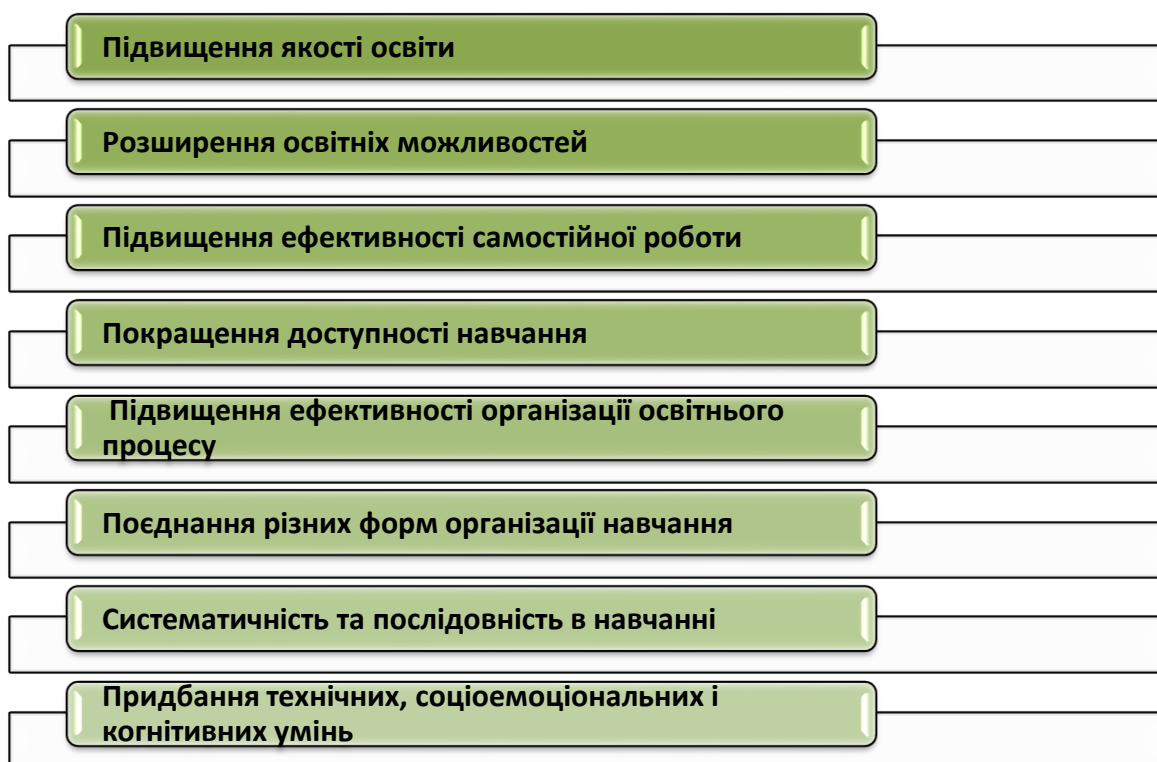 Підвищення якості освіти
Розширення освітніх можливостей
Підвищення ефективності самостійної роботи
Покращення доступності навчання
Підвищення ефективності організації освітнього
процесу
Поєднання різних форм організації навчання
Систематичність та послідовність в навчанні
Придбання технічних, соціоемоціональних і
когнітивних умінь